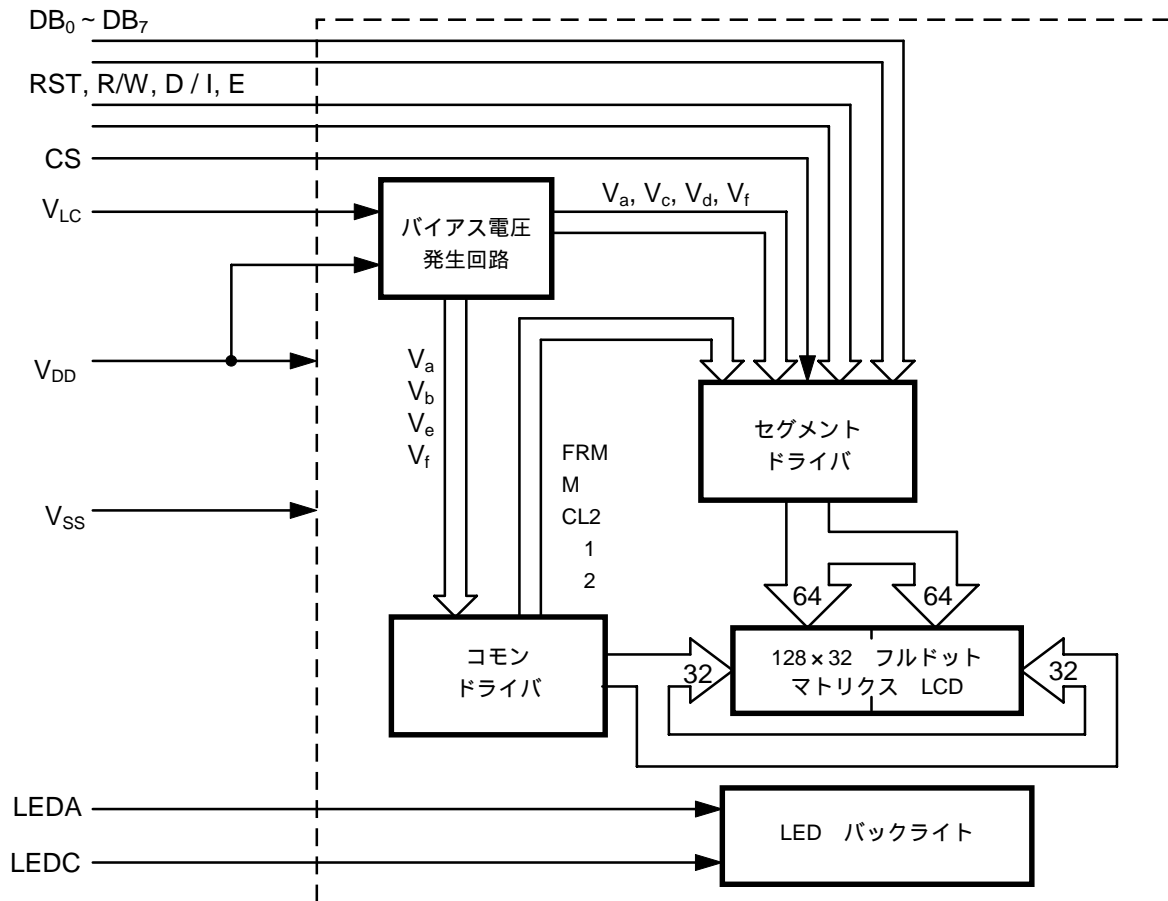 DB0 ~ DB7
RST, R/W, D / I, E
CS
VLC
バイアス電圧
発生回路
Va, Vc, Vd, Vf
VDD
Va
Vb
Ve
Vf
セグメント
ドライバ
FRM
M
CL2
1
2
VSS
64
64
コモン
ドライバ
32
128×32 フルドット
マトリクス LCD
32
LEDA
LEDC
LED バックライト